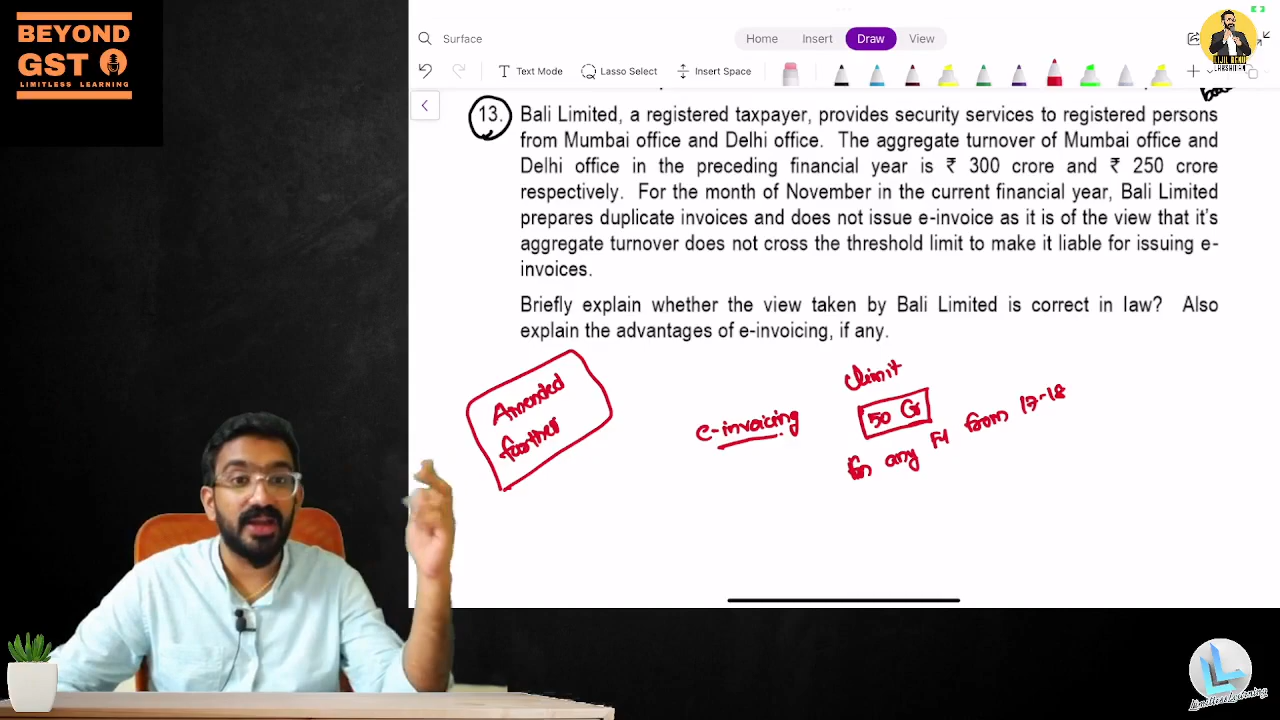 BEYOND
GST
LIMITLESS LEARNING
Surface
Home Insert Draw View
Text Mode Lasso Select Insert Space
13. Bali Limited, a registered taxpayer, provides security services to registered persons
from Mumbai office and Delhi office. The aggregate turnover of Mumbai office and
Delhi office in the preceding financial year is ₹ 300 crore and ₹ 250 crore
respectively. For the month of November in the current financial year, Bali Limited
prepares duplicate invoices and does not issue e-invoice as it is of the view that it's
aggregate turnover does not cross the threshold limit to make it liable for issuing e-
invoices.
Briefly explain whether the view taken by Bali Limited is correct in law? Also
explain the advantages of e-invoicing, if any.
Amended
further
e-invoicing
limit
50 Cr
in any FY from 17-18
Limitless Learning